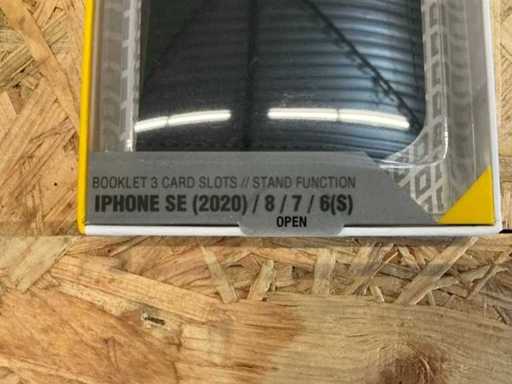 BOOKLET 3 CARD SLOTS // STAND FUNCTION
IPHONE SE (2020) / 8 / 7 / 6(S)
OPEN